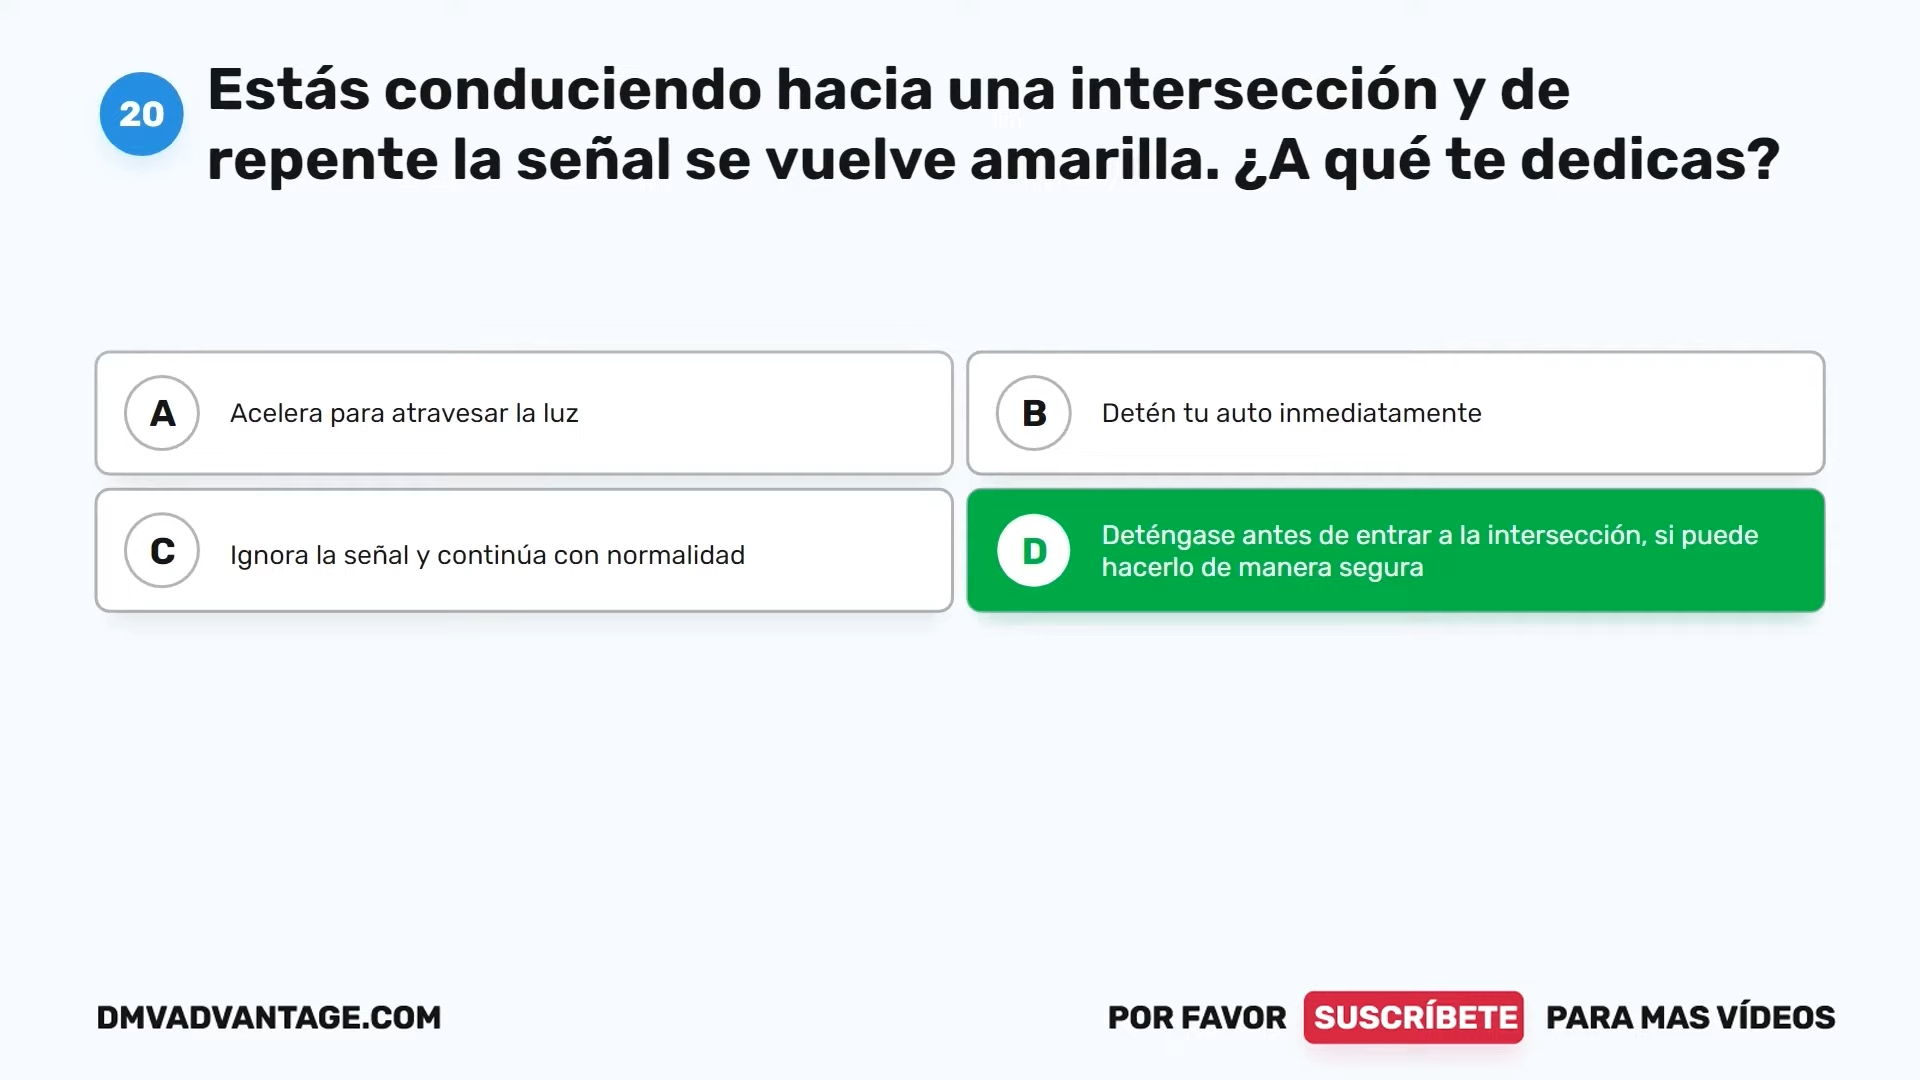 20
Estás conduciendo hacia una intersección y de
repente la señal se vuelve amarilla. ¿A qué te dedicas?
A
Acelera para atravesar la luz
B
Detén tu auto inmediatamente
C
Ignora la señal y continúa con normalidad
D
Deténgase antes de entrar a la intersección, si puede
hacerlo de manera segura
DMVADVANTAGE.COM
POR FAVOR SUSCRÍBETE PARA MAS VÍDEOS